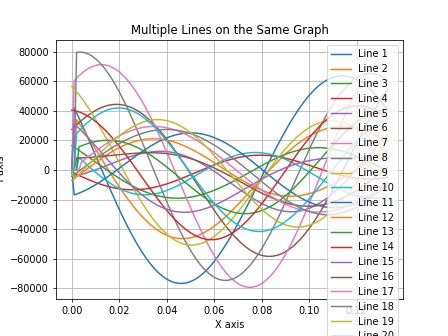 Multiple Lines on the Same Graph
80000
60000
40000
20000
0
−20000
−40000
−60000
−80000
0.00
0.02
0.04
0.06
0.08
0.10
X axis
Line 1
Line 2
Line 3
Line 4
Line 5
Line 6
Line 7
Line 8
Line 9
Line 10
Line 11
Line 12
Line 13
Line 14
Line 15
Line 16
Line 17
Line 18
Line 19
Line 20